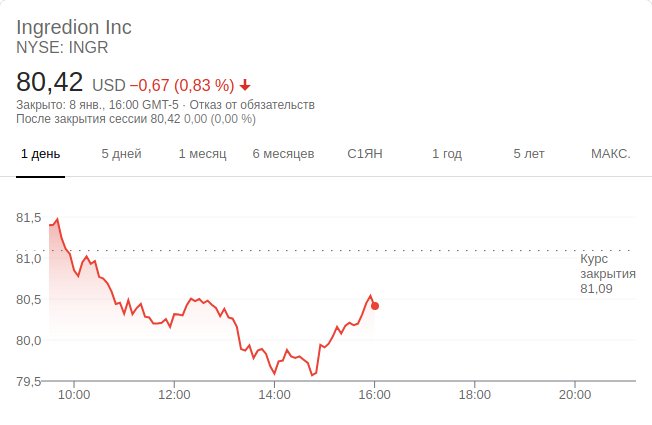 Ingredion Inc
NYSE: INGR
80,42 USD −0,67 (0,83 %)
Закрыто: 8 янв., 16:00 GMT-5 · Отказ от обязательств
После закрытия сессии 80,42 0,00 (0,00 %)
1 день 5 дней 1 месяц 6 месяцев С1ЯН 1 год 5 лет МАКС.
81,5
81,0
Курс
закрытия
81,09
80,5
80,0
79,5
10:00 12:00 14:00 16:00 18:00 20:00